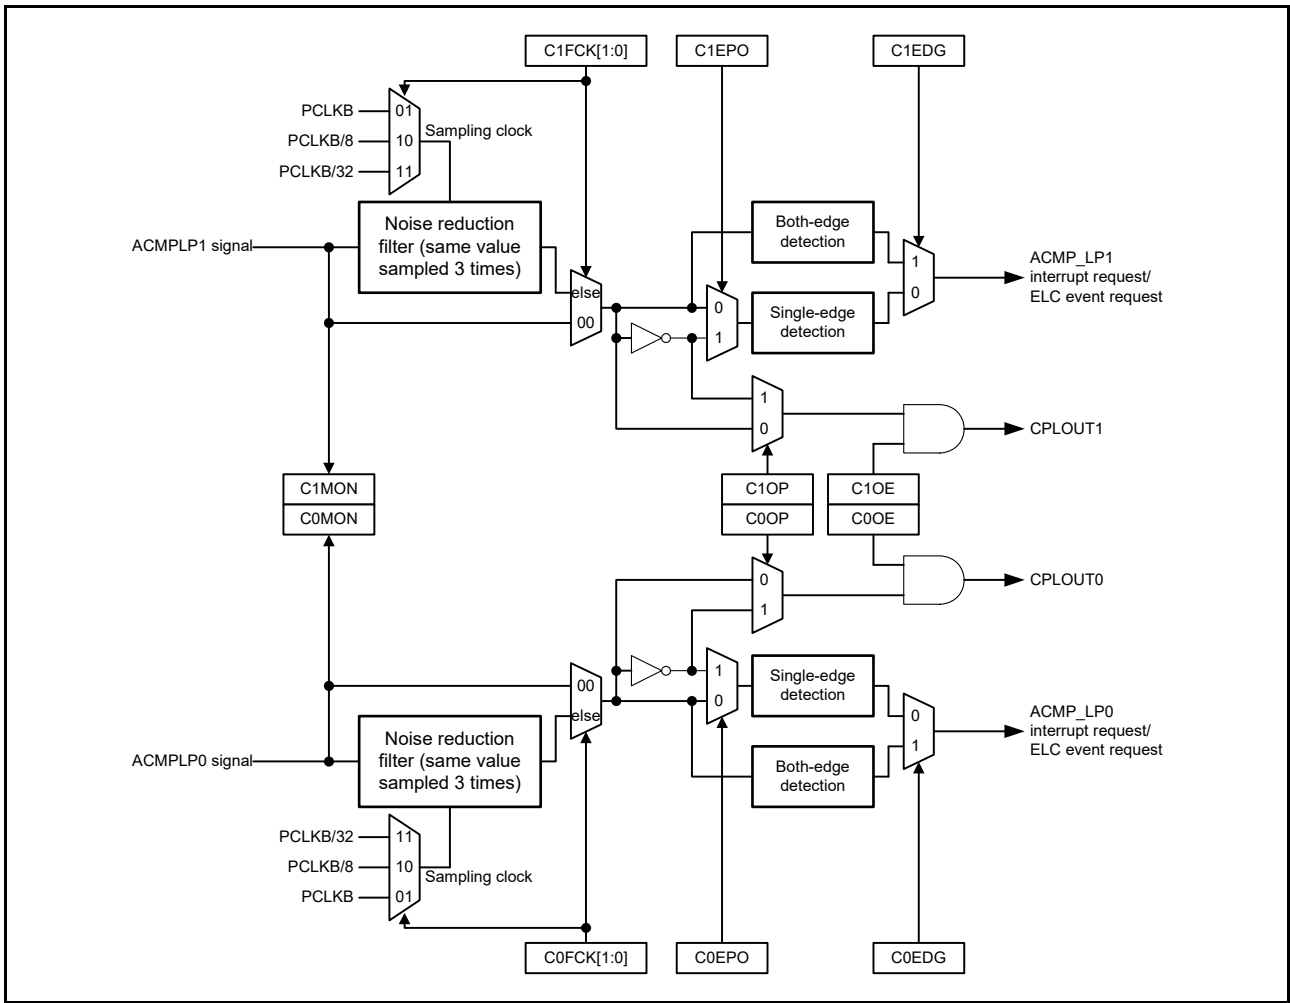 C1FCK[1:0]
C1EPO
C1EDG
PCLKB
01
PCLKB/8
10
Sampling clock
PCLKB/32
11
ACMPLP1 signal
Noise reduction
filter (same value
sampled 3 times)
else
00
0
1
Both-edge
detection
Single-edge
detection
1
0
ACMP_LP1
interrupt request/
ELC event request
1
0
CPLOUT1
C1MON
C0MON
C1OP
C0OP
C1OE
C0OE
0
1
CPLOUT0
00
else
1
0
Single-edge
detection
Both-edge
detection
0
1
ACMP_LP0
interrupt request/
ELC event request
ACMPLP0 signal
Noise reduction
filter (same value
sampled 3 times)
PCLKB/32
11
PCLKB/8
10
Sampling clock
PCLKB
01
C0FCK[1:0]
C0EPO
C0EDG